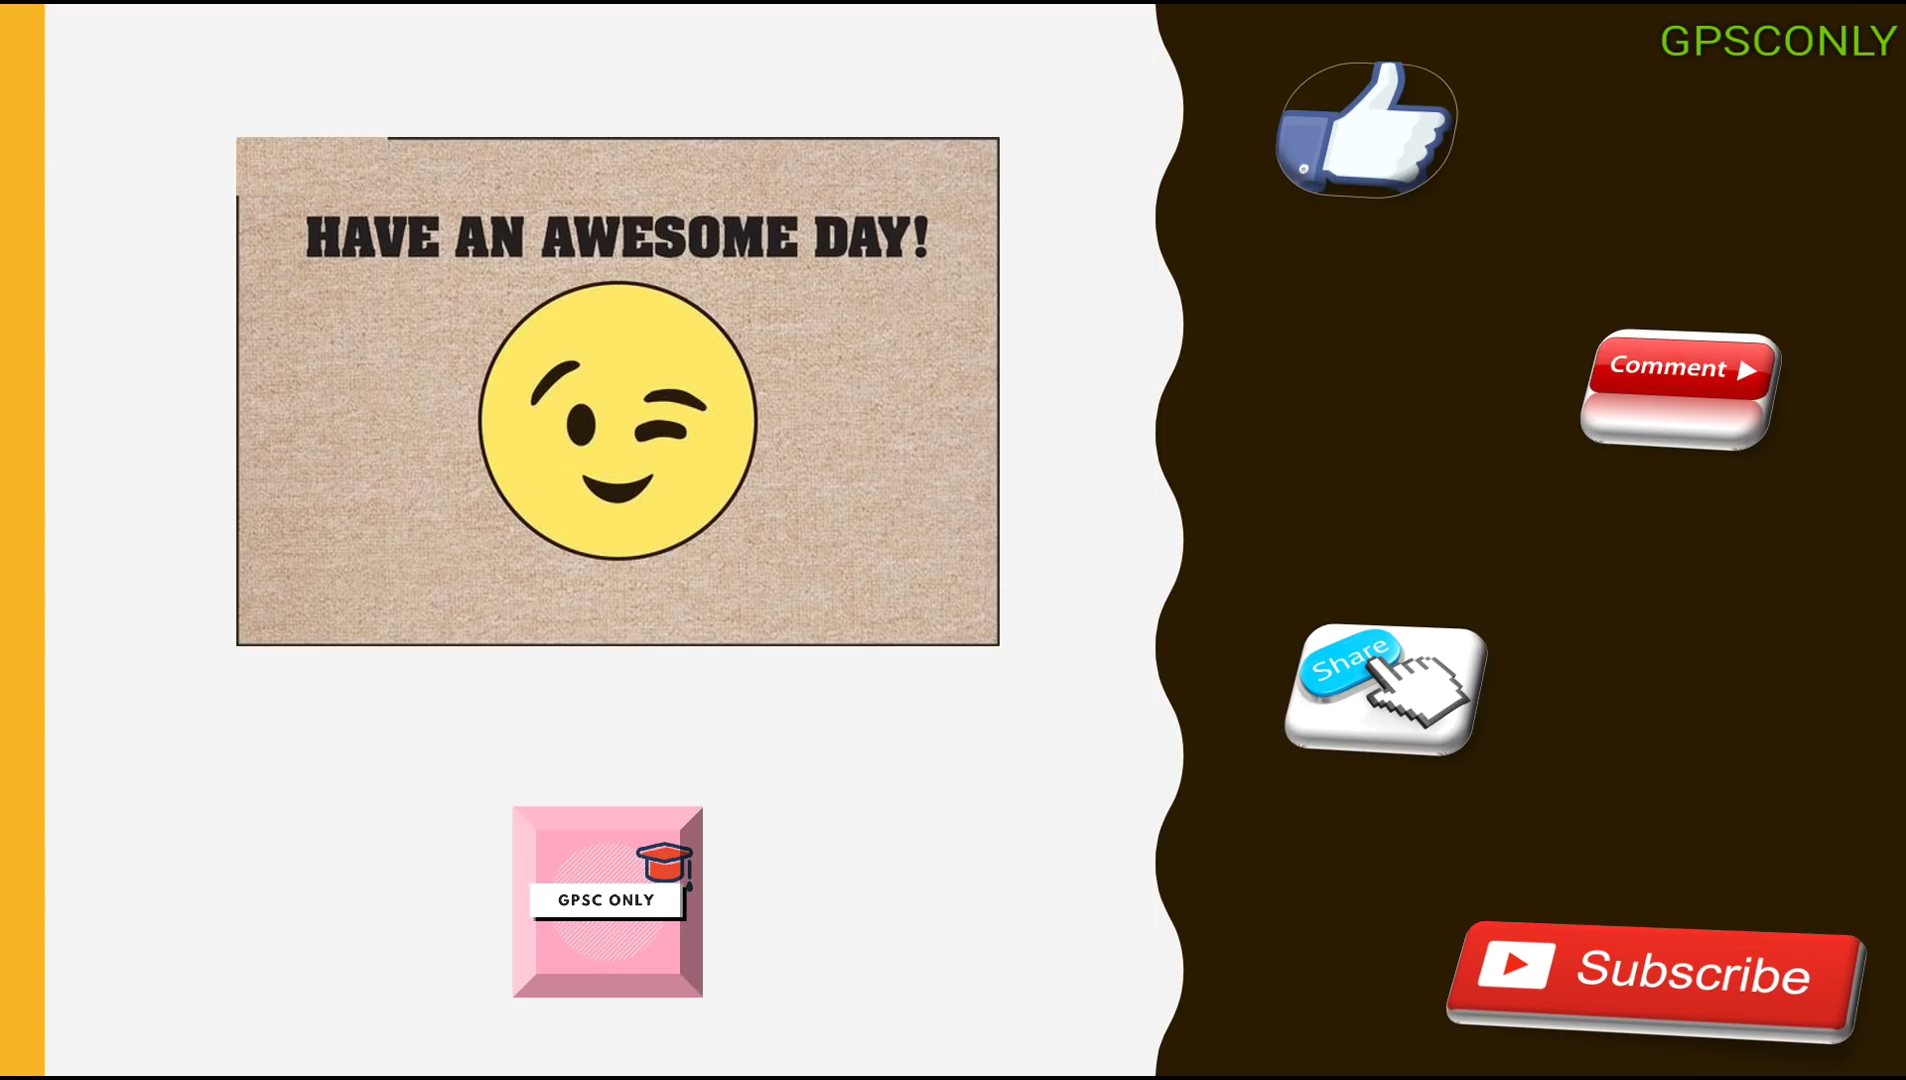 GPSCONLY
HAVE AN AWESOME DAY!
Comment
Share
GPSC ONLY
Subscribe